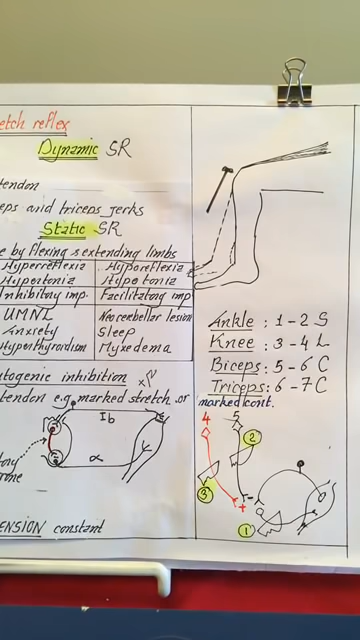 etch reflex
Dynamic SR
tendon
eps and triceps jerks
Static SR
e by flexing & extending limbs
Hyperreflexia Hyporeflexia
Hypertonia Hypotonia
Inhibitory imp. Facilitatory imp
UMNL Neocerebellar lesion
Anxiety Sleep
Hyperthyroidism Myxedema
utogenic inhibition
tendon e.g. marked stretch or marked cont.
Ib
α
tory
rone
ENSION constant
Ankle : 1-2 S
Knee : 3-4 L
Biceps : 5-6 C
Triceps : 6-7 C
4 5
2
3
+ -
1